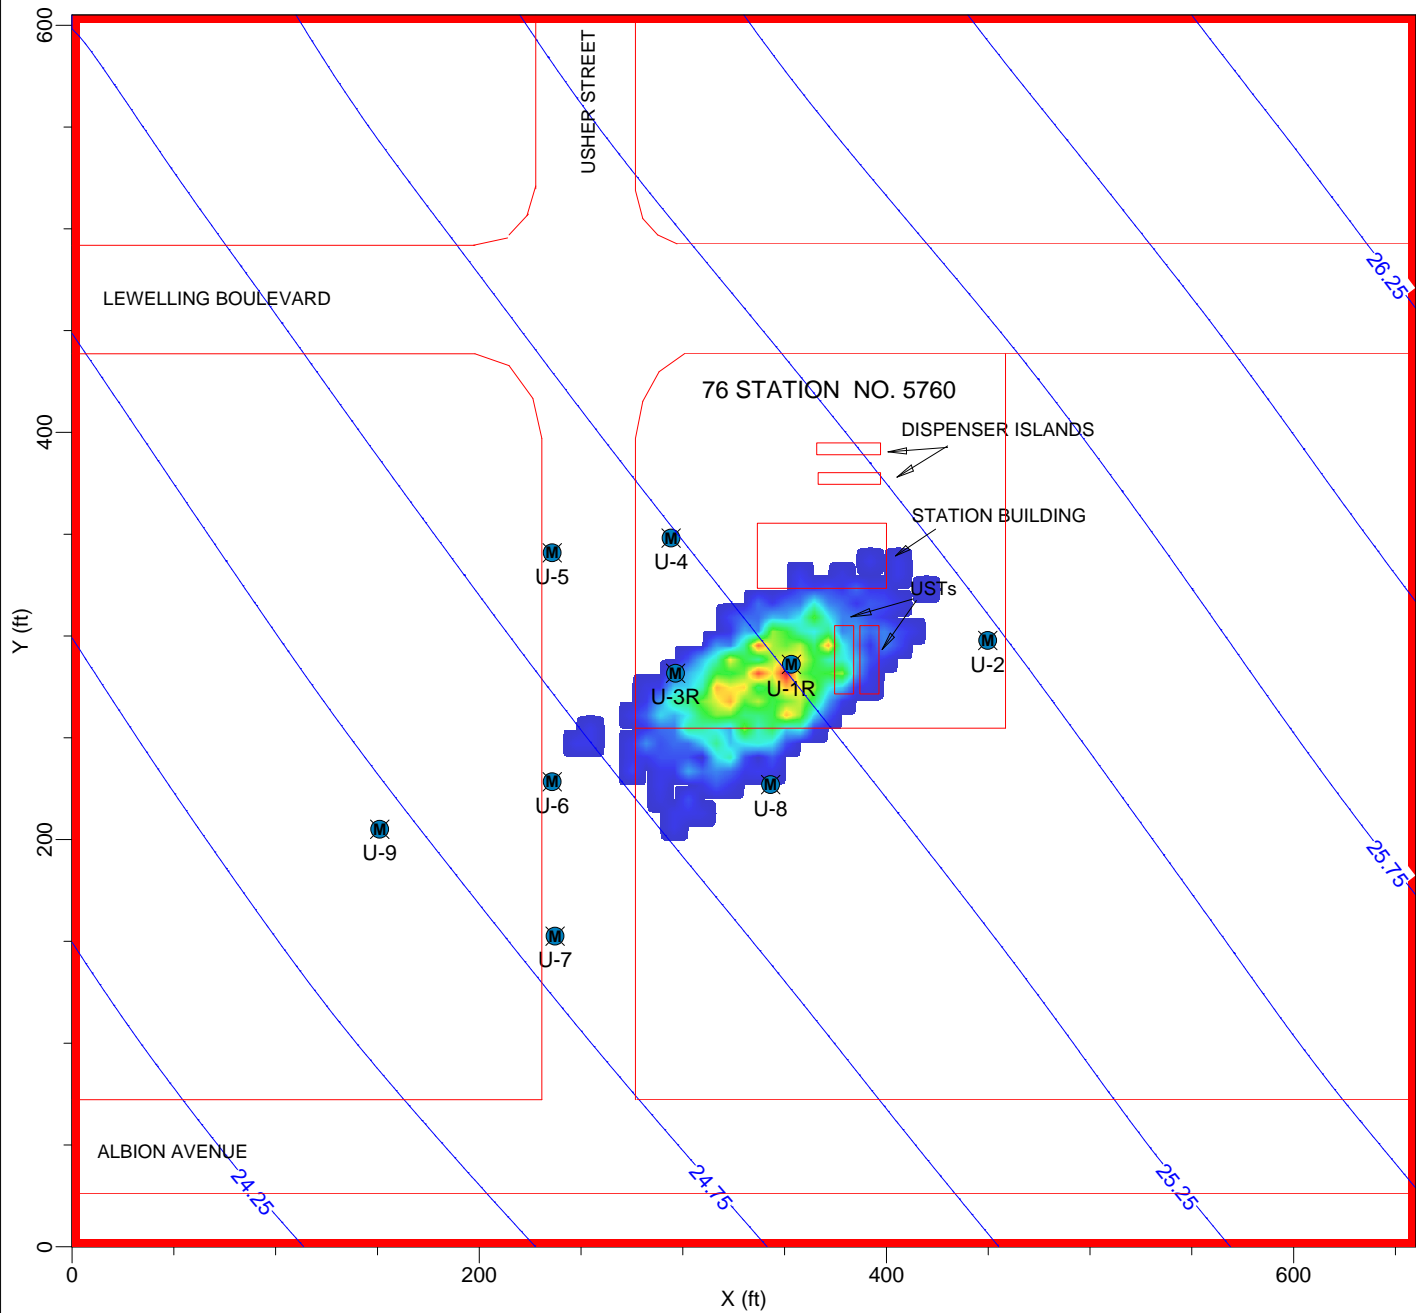 600
USHER STREET
26.25
LEWELLING BOULEVARD
76 STATION  NO. 5760
400
DISPENSER ISLANDS
STATION BUILDING
M
U-4
M
U-5
USTs
Y (ft)
M
U-2
M
U-1R
M
U-3R
M
U-6
M
U-8
M
U-9
200
25.75
M
U-7
ALBION AVENUE
24.25
24.75
25.25
0
0
200
400
600
X (ft)